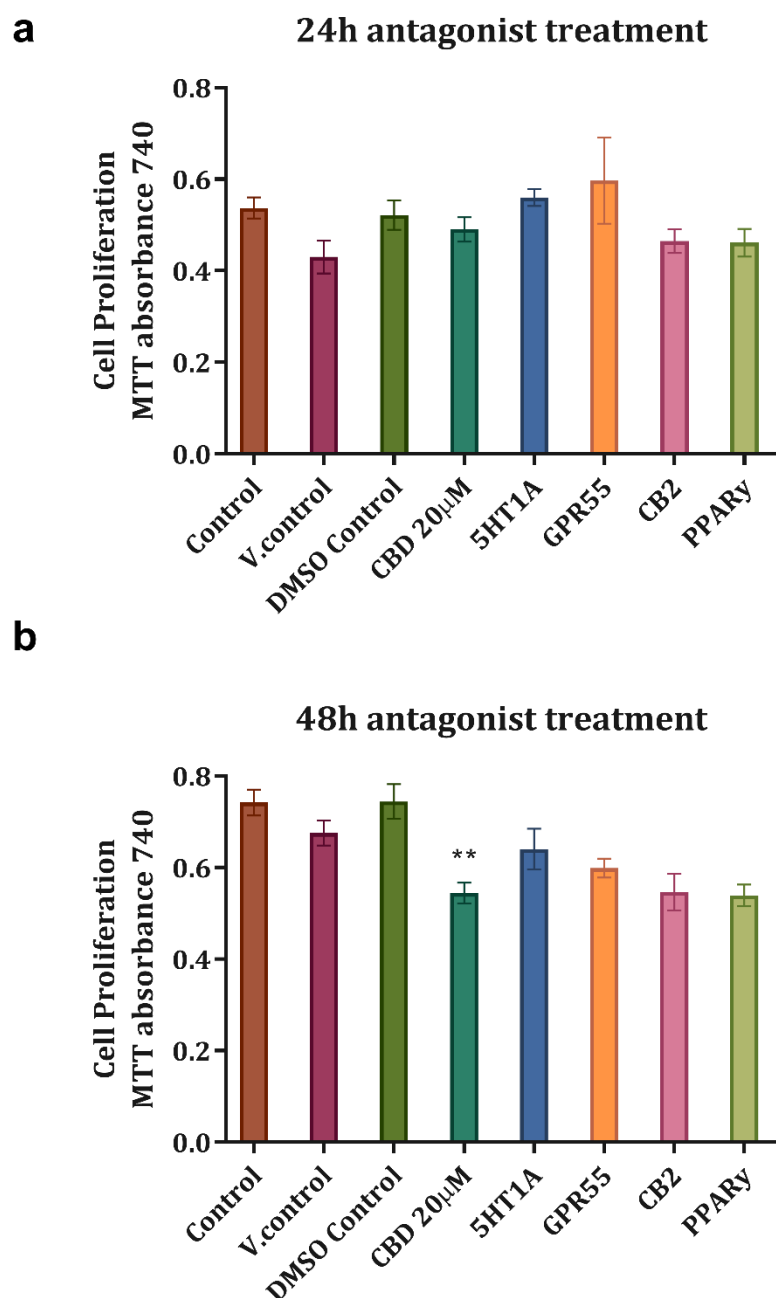 a
24h antagonist treatment
Cell Proliferation
MTT absorbance 740
0.8
0.6
0.4
0.2
0.0
Control
V.control
DMSO Control
CBD 20μM
5HT1A
GPR55
CB2
PPARy
b
48h antagonist treatment
Cell Proliferation
MTT absorbance 740
0.8
0.6
0.4
0.2
0.0
**
Control
V.control
DMSO Control
CBD 20μM
5HT1A
GPR55
CB2
PPARy